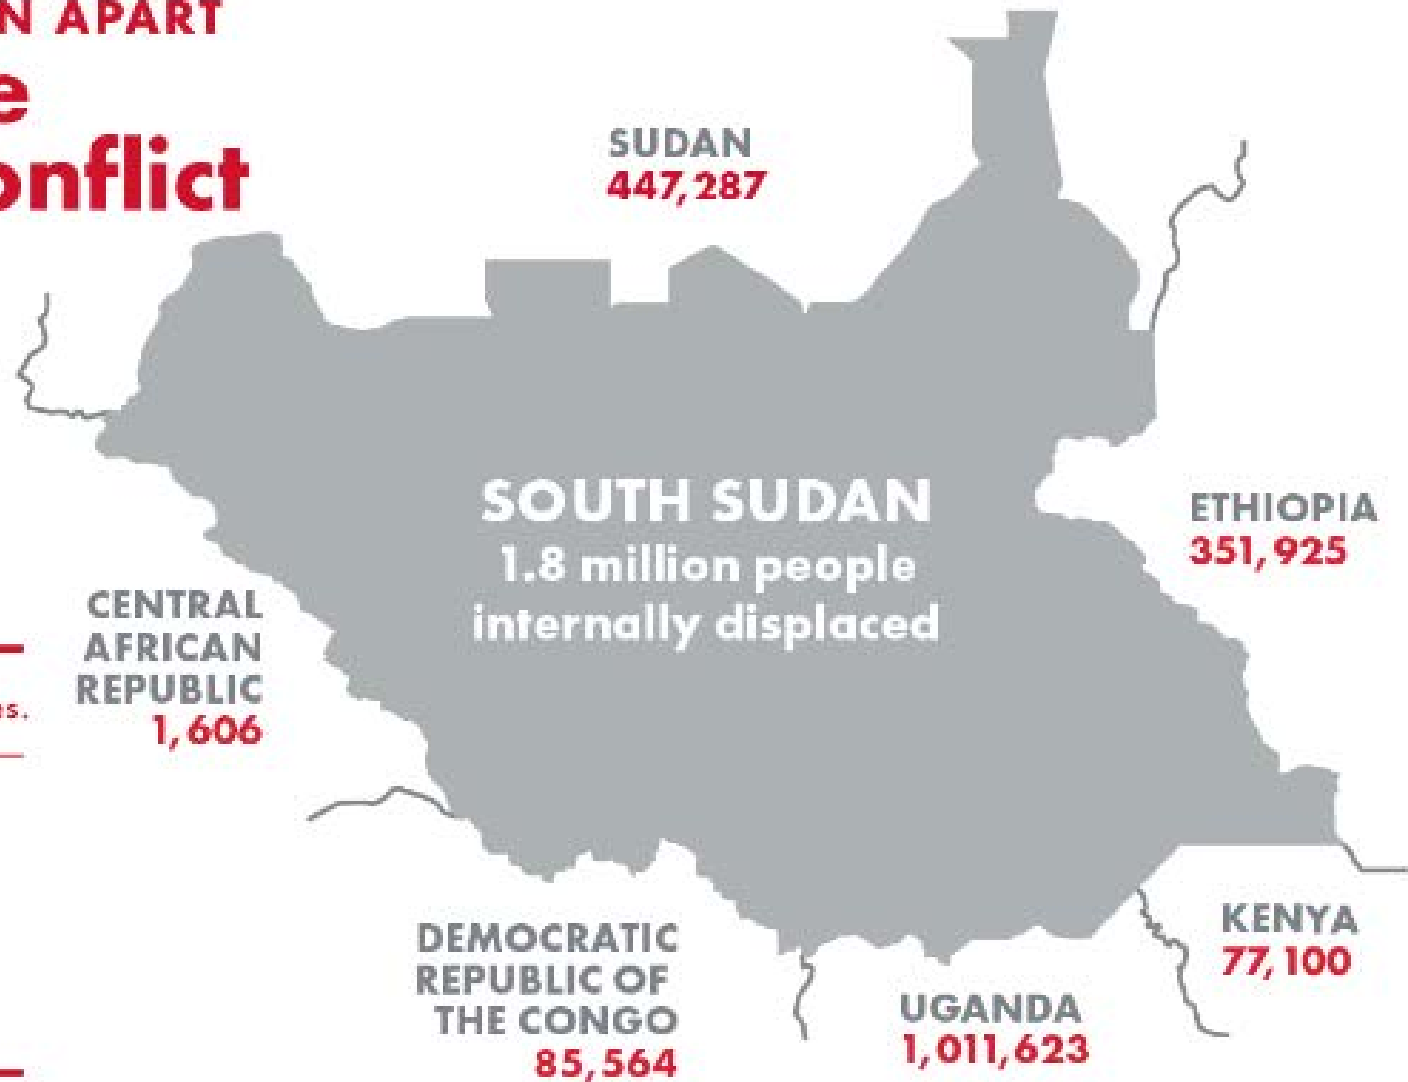 N APART
e
onflict
SUDAN
447,287
SOUTH SUDAN
1.8 million people
internally displaced
ETHIOPIA
351,925
CENTRAL
AFRICAN
REPUBLIC
1,606
s.
DEMOCRATIC
REPUBLIC OF
THE CONGO
85,564
UGANDA
1,011,623
KENYA
77,100